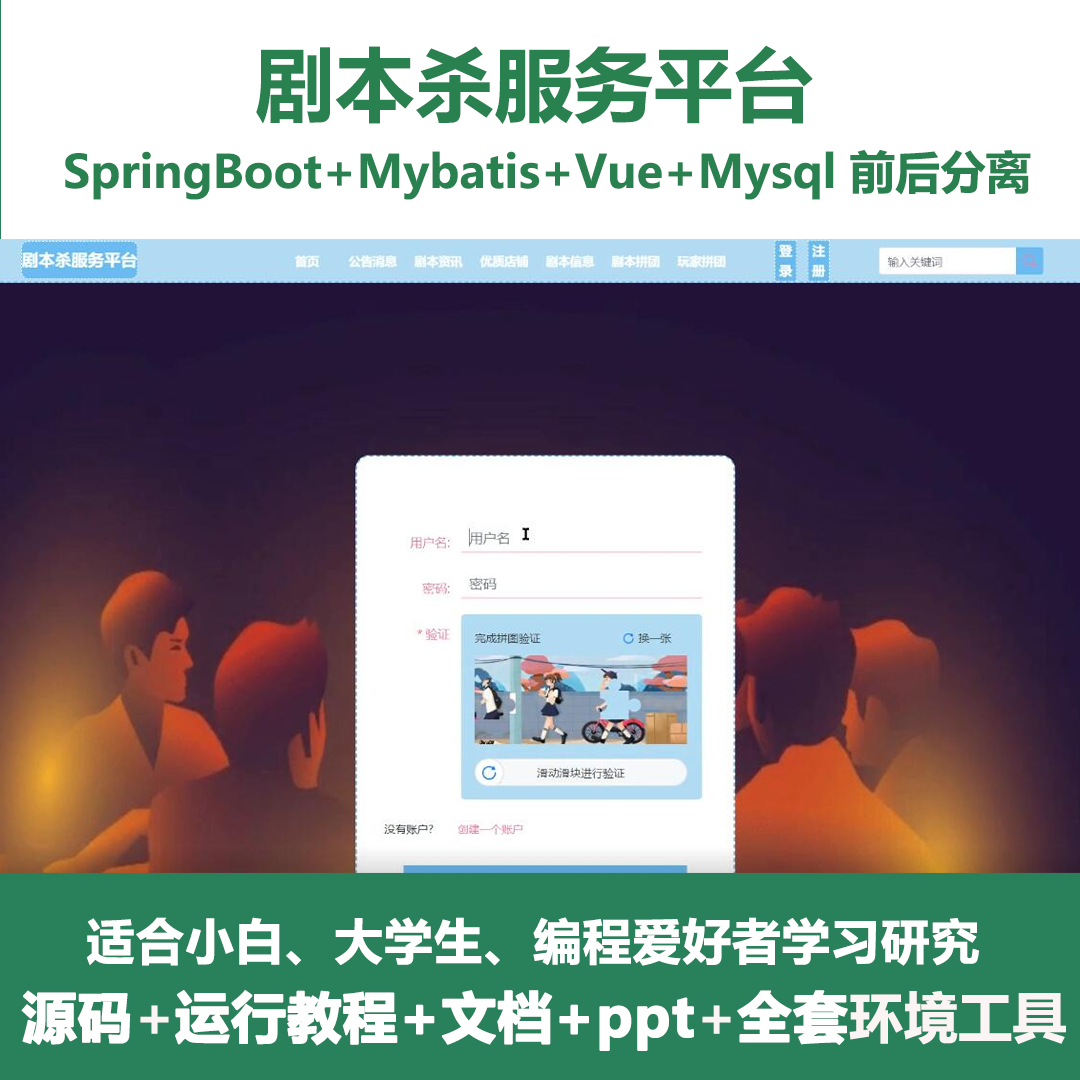 剧本杀服务平台
SpringBoot+Mybatis+Vue+Mysql 前后分离
剧本杀服务平台 首页 公告消息 剧本资讯 优质店铺 剧本信息 剧本拼团 玩家拼团 登录 注册 输入关键词
用户名: 用户名
密码: 密码
* 验证 完成拼图验证 换一张
滑动滑块进行验证
没有账户? 创建一个账户
适合小白、大学生、编程爱好者学习研究
源码+运行教程+文档+ppt+全套环境工具